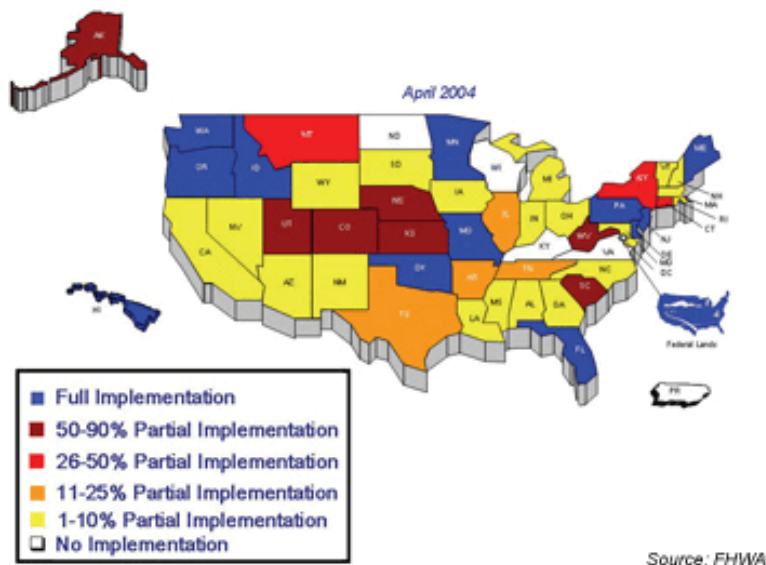 AK
April 2004
WA
MT
ND
MN
ME
OR
ID
SD
WI
MI
NY
VT
NH
MA
RI
CT
WY
IA
PA
NE
NV
UT
CO
KS
MO
IL
IN
OH
WV
KY
VA
NJ
DE
MD
DC
CA
AZ
NM
OK
AR
TN
NC
SC
TX
LA
MS
AL
GA
FL
HI
Federal Lands
PR
Full Implementation
50-90% Partial Implementation
26-50% Partial Implementation
11-25% Partial Implementation
1-10% Partial Implementation
No Implementation
Source: FHWA